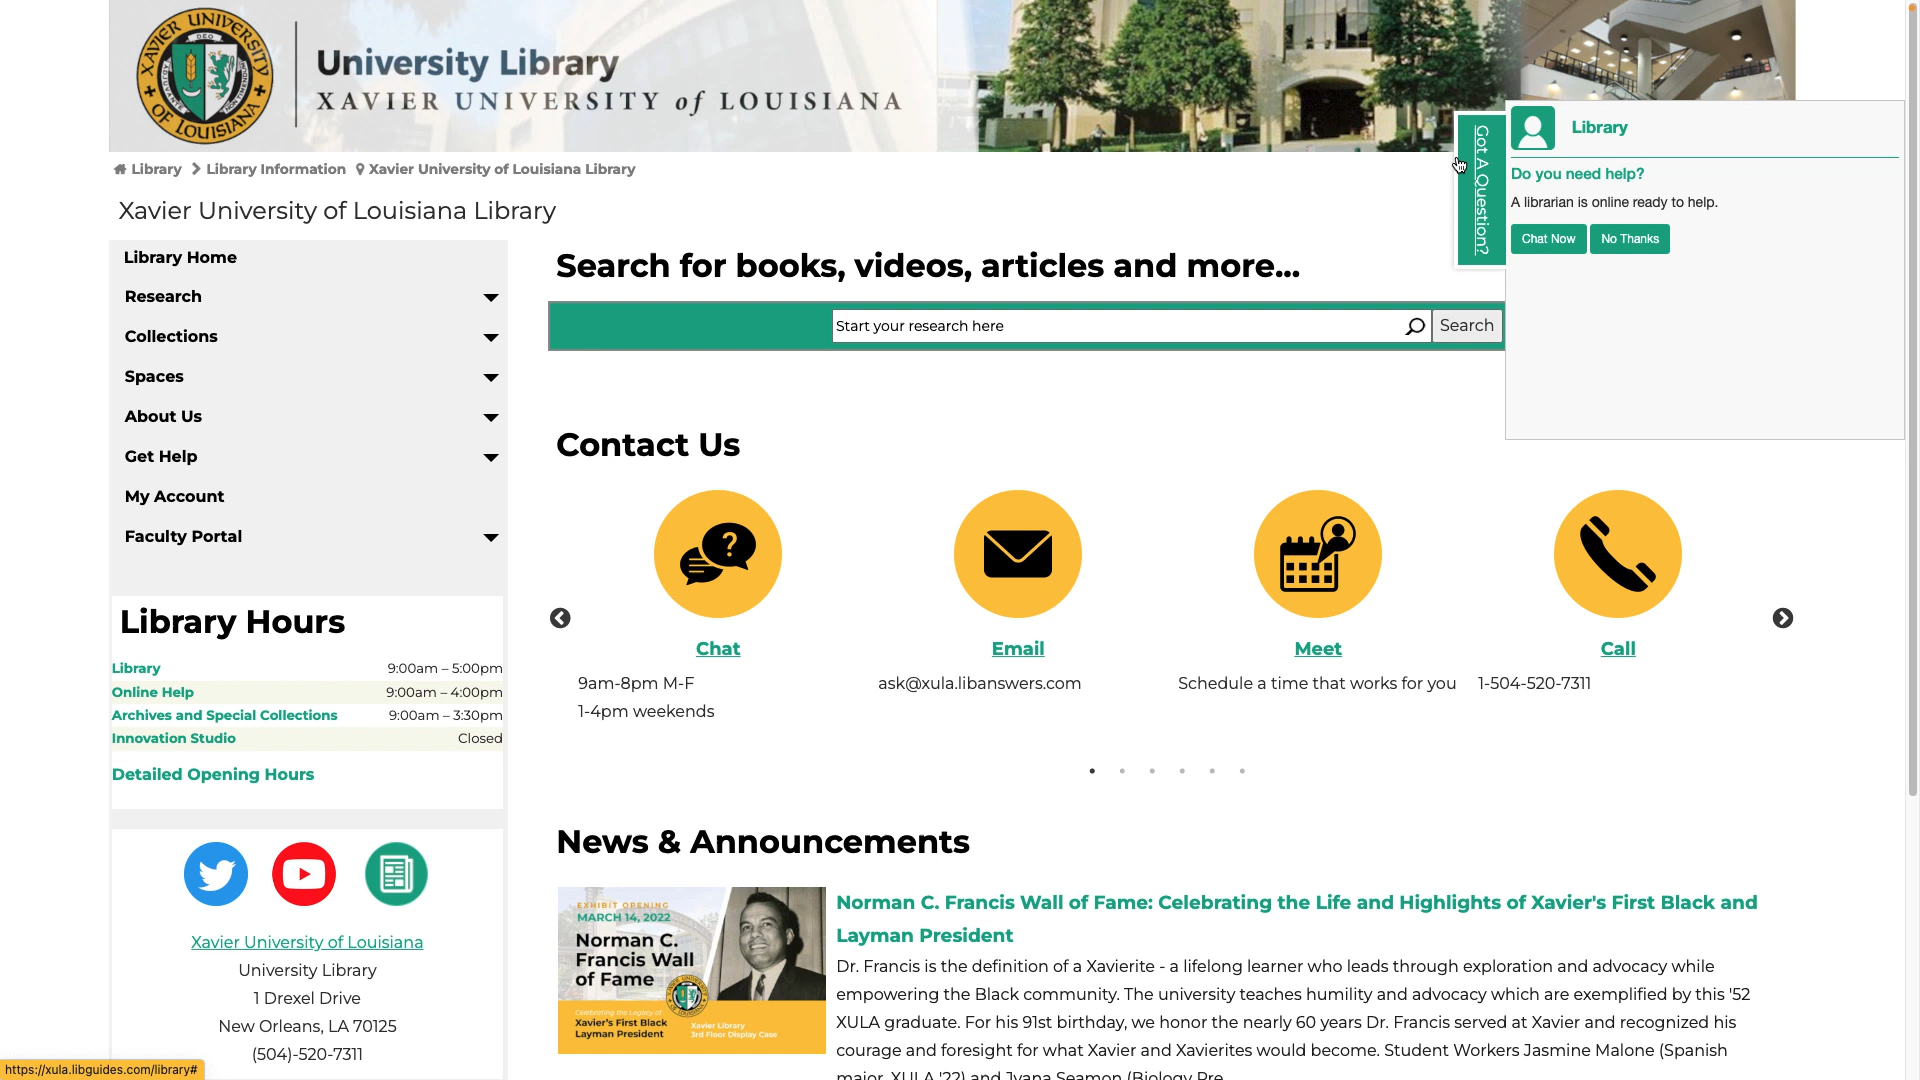 XAVIER UNIVERSITY
OF LOUISIANA
DEO
University Library
XAVIER UNIVERSITY of LOUISIANA
Library
Library Information
Xavier University of Louisiana Library
Xavier University of Louisiana Library
Got A Question?
Library
Do you need help?
A librarian is online ready to help.
Chat Now
No Thanks
Library Home
Research
Collections
Spaces
About Us
Get Help
My Account
Faculty Portal
Library Hours
Library 9:00am – 5:00pm
Online Help 9:00am – 4:00pm
Archives and Special Collections 9:00am – 3:30pm
Innovation Studio Closed
Detailed Opening Hours
Xavier University of Louisiana
University Library
1 Drexel Drive
New Orleans, LA 70125
(504)-520-7311
https://xula.libguides.com/library#
Search for books, videos, articles and more...
Start your research here
Search
Contact Us
?
Chat
9am-8pm M-F
1-4pm weekends
Email
ask@xula.libanswers.com
Meet
Schedule a time that works for you
Call
1-504-520-7311
News & Announcements
EXHIBIT OPENING
MARCH 14, 2022
Norman C.
Francis Wall
of Fame
Celebrating the Legacy of
Xavier's First Black
Layman President
Xavier Library
3rd Floor Display Case
Norman C. Francis Wall of Fame: Celebrating the Life and Highlights of Xavier's First Black and
Layman President
Dr. Francis is the definition of a Xavierite - a lifelong learner who leads through exploration and advocacy while
empowering the Black community. The university teaches humility and advocacy which are exemplified by this '52
XULA graduate. For his 91st birthday, we honor the nearly 60 years Dr. Francis served at Xavier and recognized his
courage and foresight for what Xavier and Xavierites would become. Student Workers Jasmine Malone (Spanish
major, XULA '22) and Jyana Seamon (Biology Pre